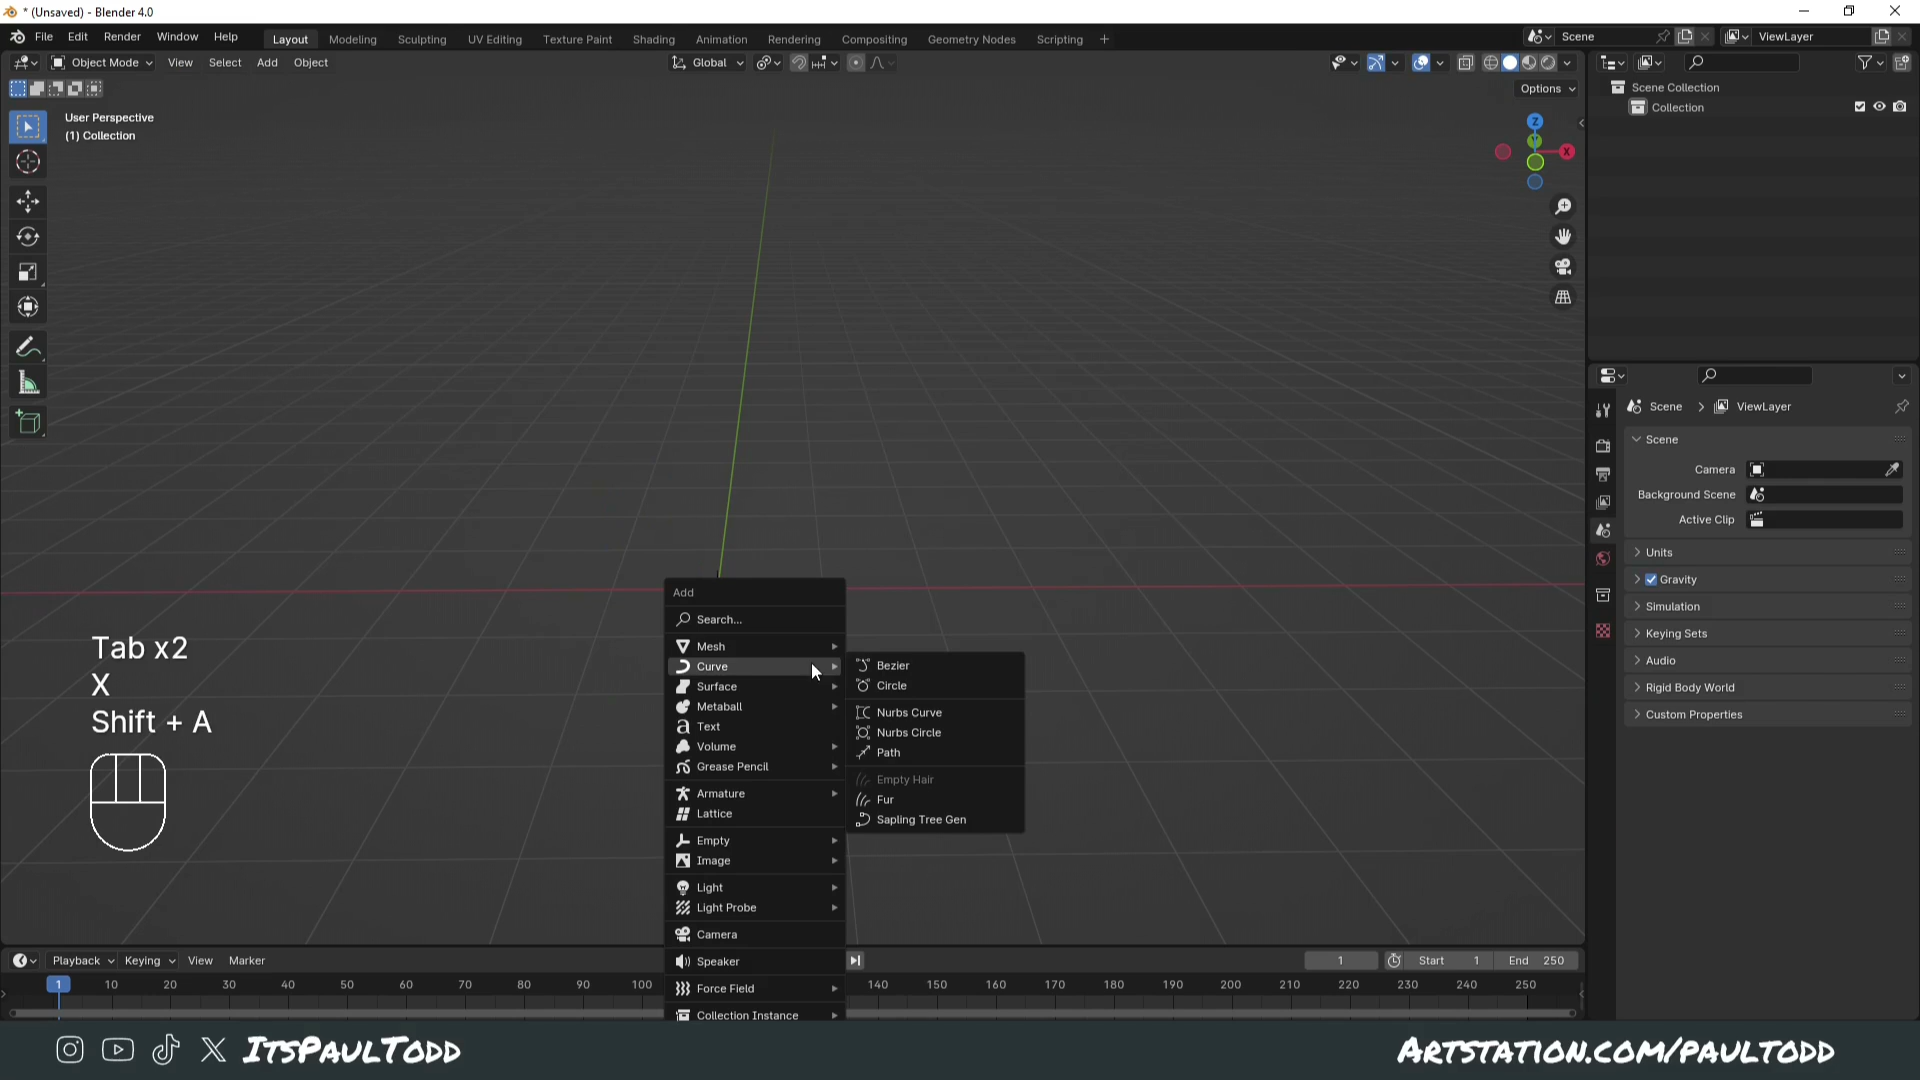 * (Unsaved) - Blender 4.0
File Edit Render Window Help Layout Modeling Sculpting UV Editing Texture Paint Shading Animation Rendering Compositing Geometry Nodes Scripting + Scene ViewLayer
Object Mode View Select Add Object Global
Options
User Perspective
(1) Collection
Z
Y
X
Scene Collection
Collection
Scene > ViewLayer
Scene
Camera
Background Scene
Active Clip
Units
Gravity
Simulation
Keying Sets
Audio
Rigid Body World
Custom Properties
Add
Search...
Mesh
Curve
Surface
Metaball
Text
Volume
Grease Pencil
Armature
Lattice
Empty
Image
Light
Light Probe
Camera
Speaker
Force Field
Collection Instance
Bezier
Circle
Nurbs Curve
Nurbs Circle
Path
Empty Hair
Fur
Sapling Tree Gen
Tab x2
X
Shift + A
Playback Keying View Marker 1 Start 1 End 250
1 10 20 30 40 50 60 70 80 90 100 140 150 160 170 180 190 200 210 220 230 240 250
ItsPaulTodd
Artstation.com/paultodd